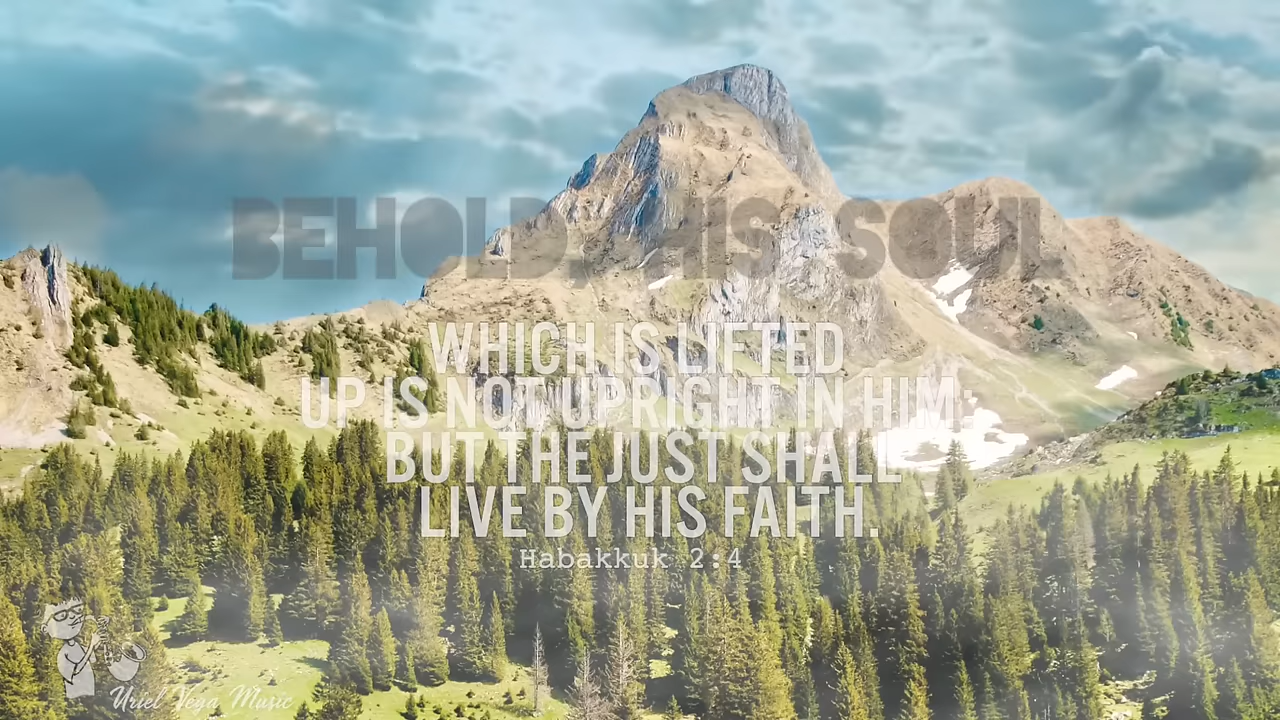 BEHOLD, HIS SOUL
WHICH IS LIFTED
UP IS NOT UPRIGHT IN HIM:
BUT THE JUST SHALL
LIVE BY HIS FAITH.
Habakkuk 2:4
Uriel Vega Music